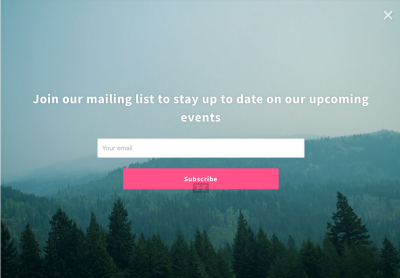 Join our mailing list to stay up to date on our upcoming
events
Your email
Subscribe